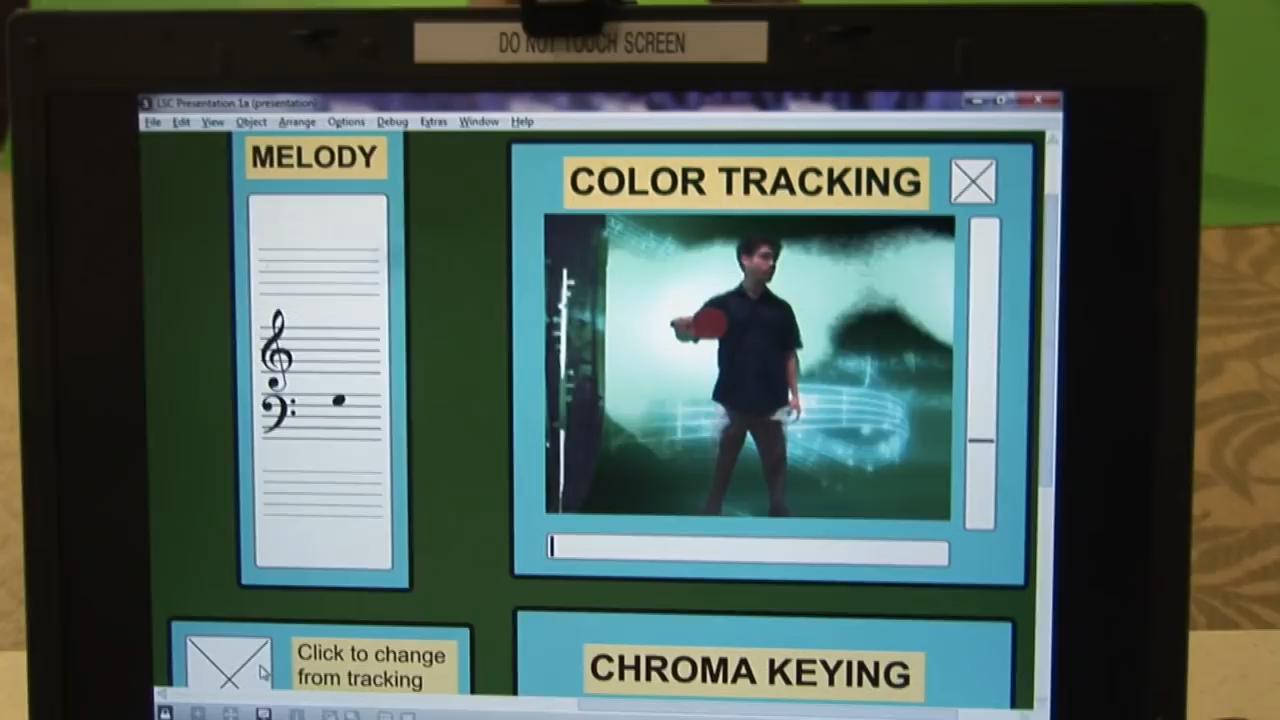 DO NOT TOUCH SCREEN
LSC Presentation 1a (presentation)
File Edit View Object Arrange Options Debug Extras Window Help
MELODY
COLOR TRACKING
Click to change
from tracking
CHROMA KEYING